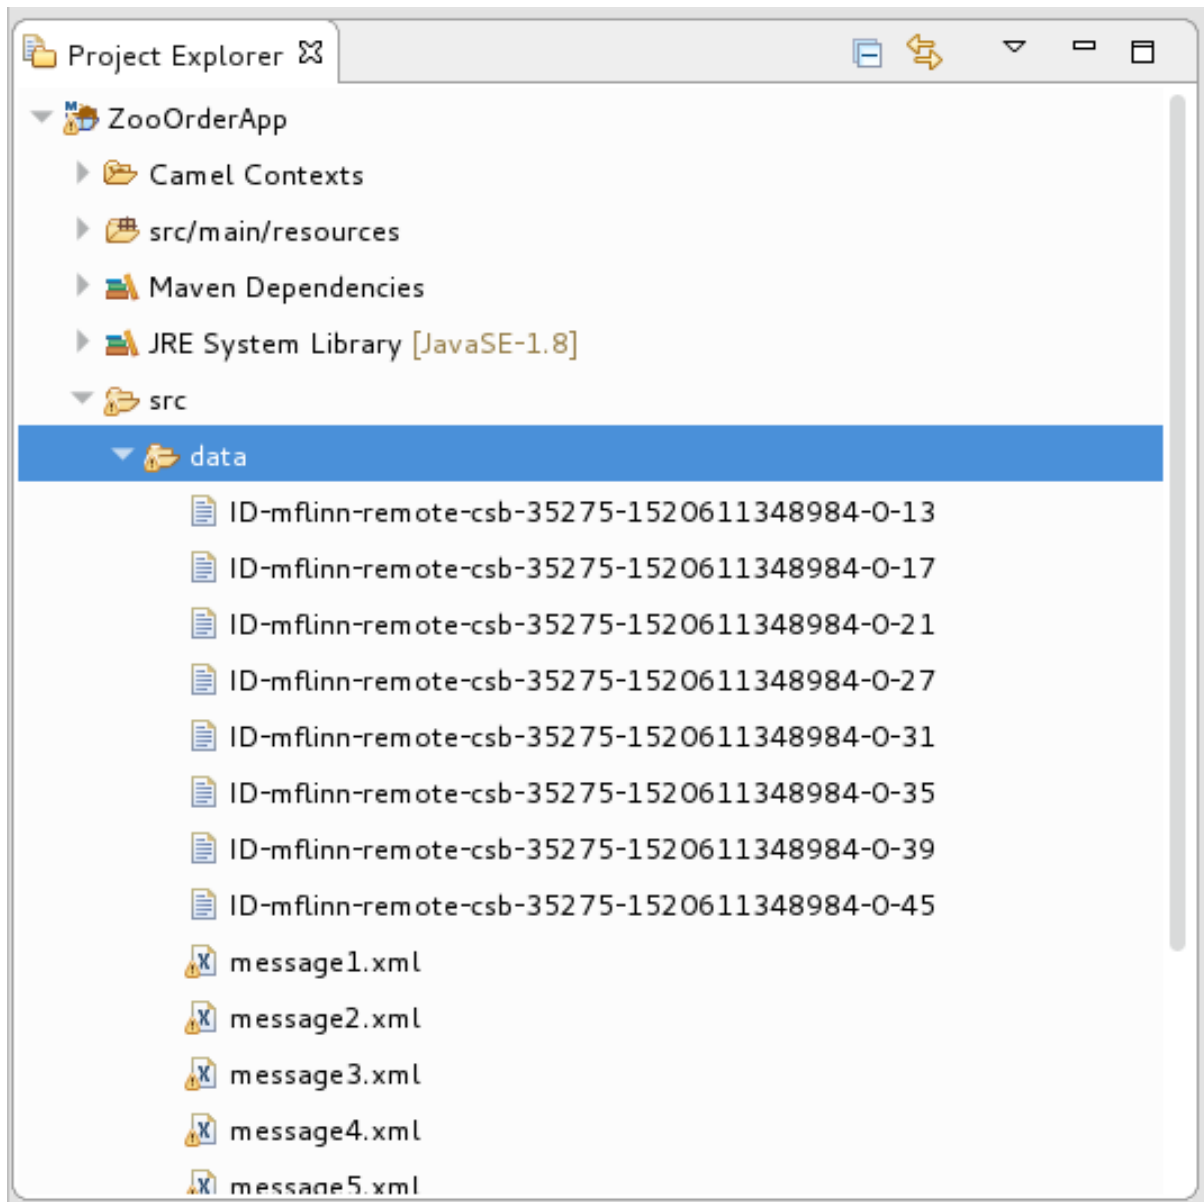 Project Explorer
ZooOrderApp
Camel Contexts
src/main/resources
Maven Dependencies
JRE System Library [JavaSE-1.8]
src
data
ID-mflinn-remote-csb-35275-1520611348984-0-13
ID-mflinn-remote-csb-35275-1520611348984-0-17
ID-mflinn-remote-csb-35275-1520611348984-0-21
ID-mflinn-remote-csb-35275-1520611348984-0-27
ID-mflinn-remote-csb-35275-1520611348984-0-31
ID-mflinn-remote-csb-35275-1520611348984-0-35
ID-mflinn-remote-csb-35275-1520611348984-0-39
ID-mflinn-remote-csb-35275-1520611348984-0-45
message1.xml
message2.xml
message3.xml
message4.xml
message5.xml